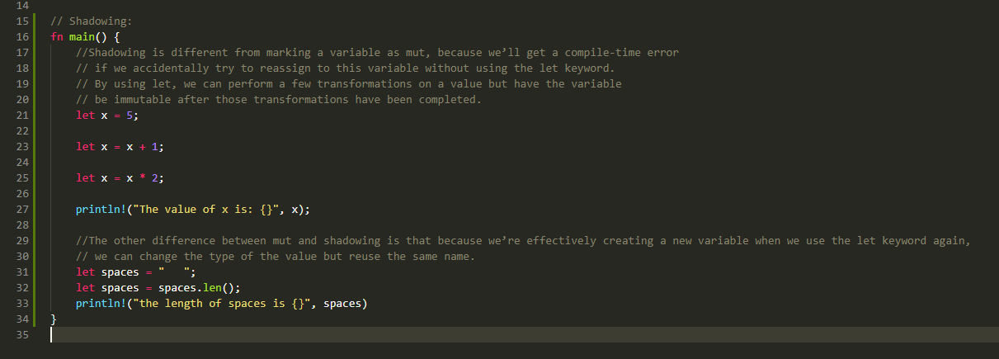 14
15 // Shadowing:
16 fn main() {
17     //Shadowing is different from marking a variable as mut, because we’ll get a compile-time error
18     // if we accidentally try to reassign to this variable without using the let keyword.
19     // By using let, we can perform a few transformations on a value but have the variable
20     // be immutable after those transformations have been completed.
21     let x = 5;
22
23     let x = x + 1;
24
25     let x = x * 2;
26
27     println!("The value of x is: {}", x);
28
29     //The other difference between mut and shadowing is that because we’re effectively creating a new variable when we use the let keyword again,
30     // we can change the type of the value but reuse the same name.
31     let spaces = "   ";
32     let spaces = spaces.len();
33     println!("the length of spaces is {}", spaces)
34 }
35